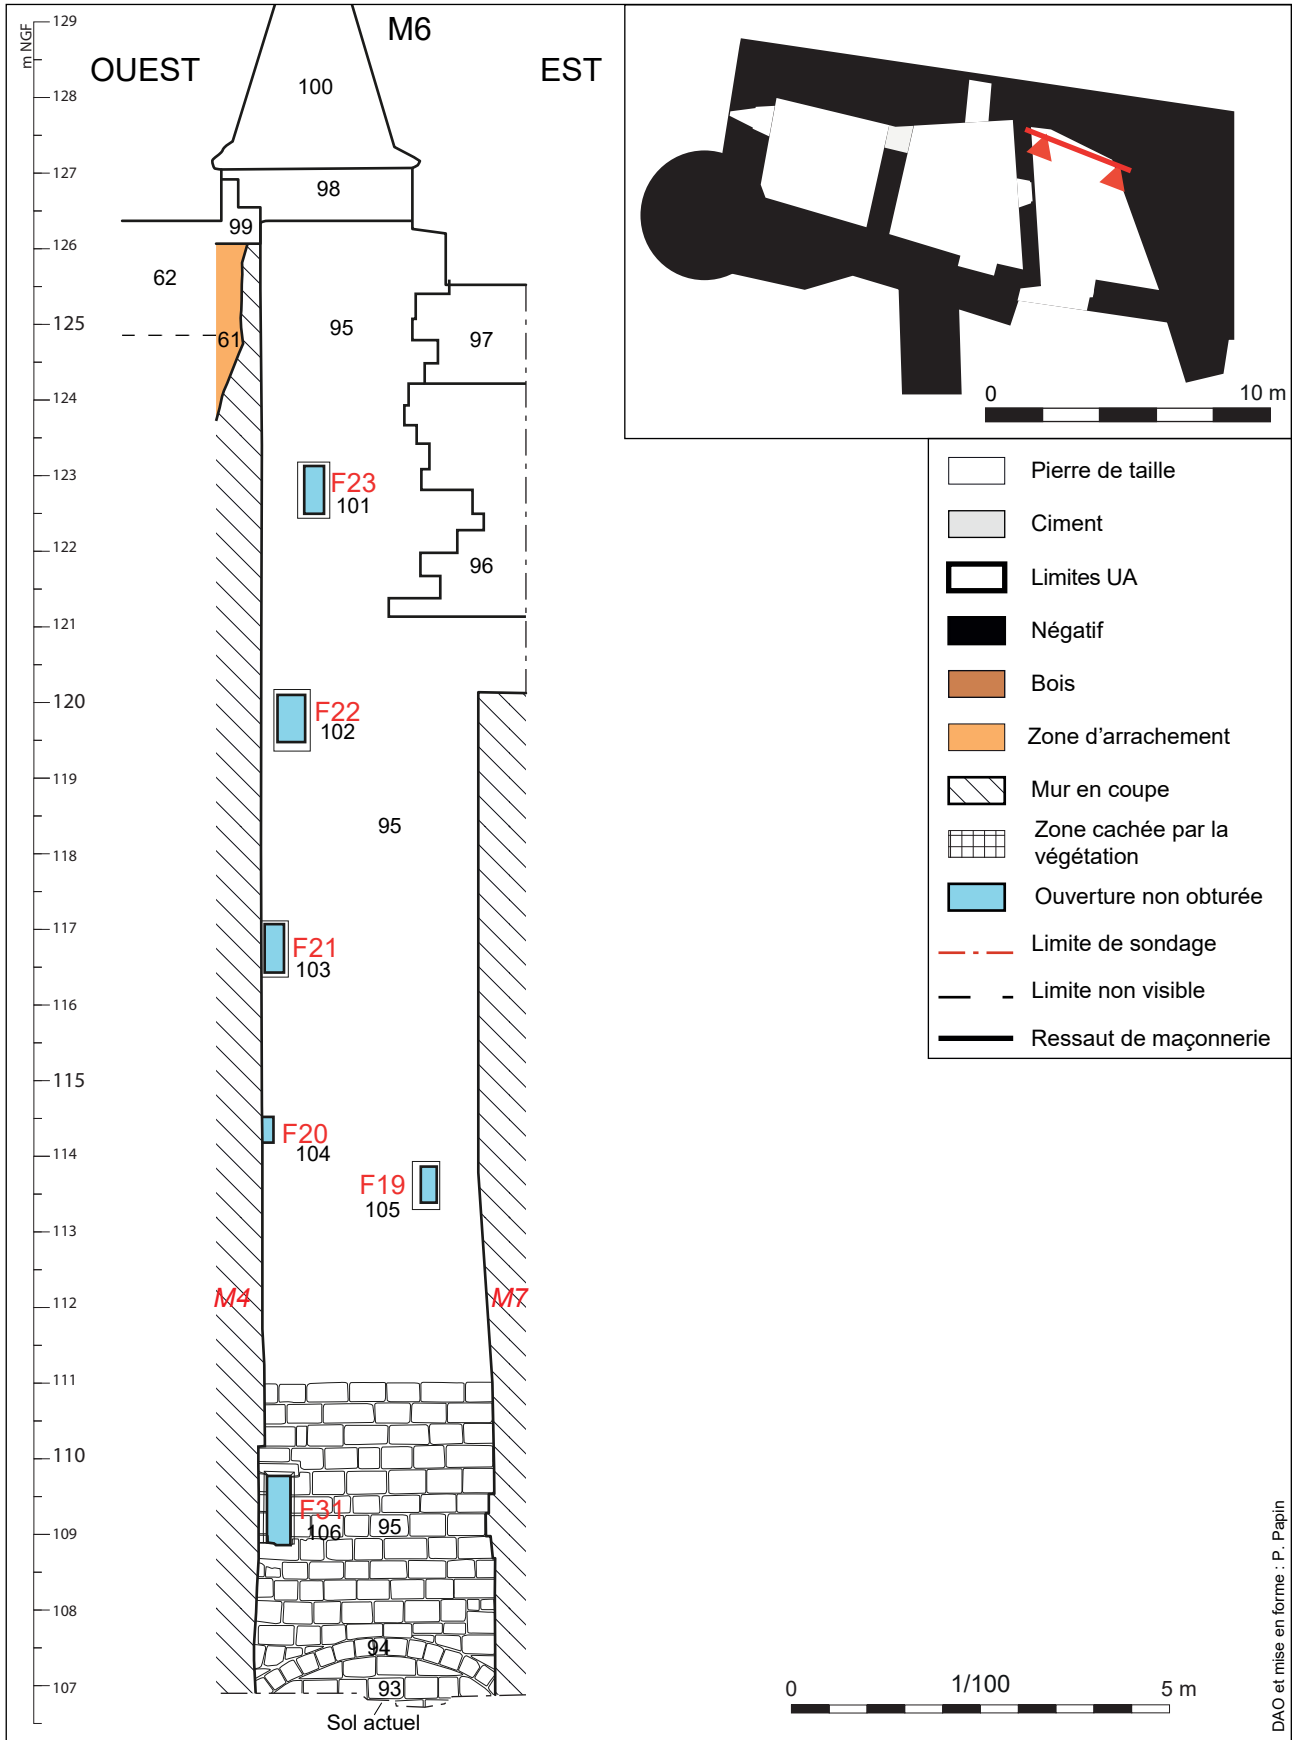 m NGF
129
128
127
126
125
124
123
122
121
120
119
118
117
116
115
114
113
112
111
110
109
108
107
OUEST
M6
EST
100
98
99
62
61
95
97
F23
101
96
F22
102
95
F21
103
F20
104
F19
105
M4
M7
F31
106
95
94
93
Sol actuel
0
10 m
Pierre de taille
Ciment
Limites UA
Négatif
Bois
Zone d'arrachement
Mur en coupe
Zone cachée par la
végétation
Ouverture non obturée
Limite de sondage
Limite non visible
Ressaut de maçonnerie
0
1/100
5 m
DAO et mise en forme : P. Papin